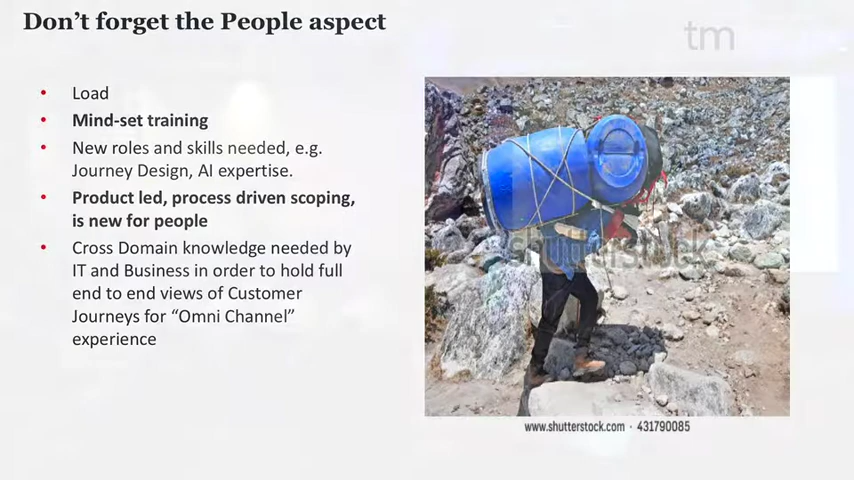 Don’t forget the People aspect
tm
• Load
• Mind-set training
• New roles and skills needed, e.g.
Journey Design, AI expertise.
• Product led, process driven scoping,
is new for people
• Cross Domain knowledge needed by
IT and Business in order to hold full
end to end views of Customer
Journeys for “Omni Channel”
experience
shutterstock
www.shutterstock.com · 431790085